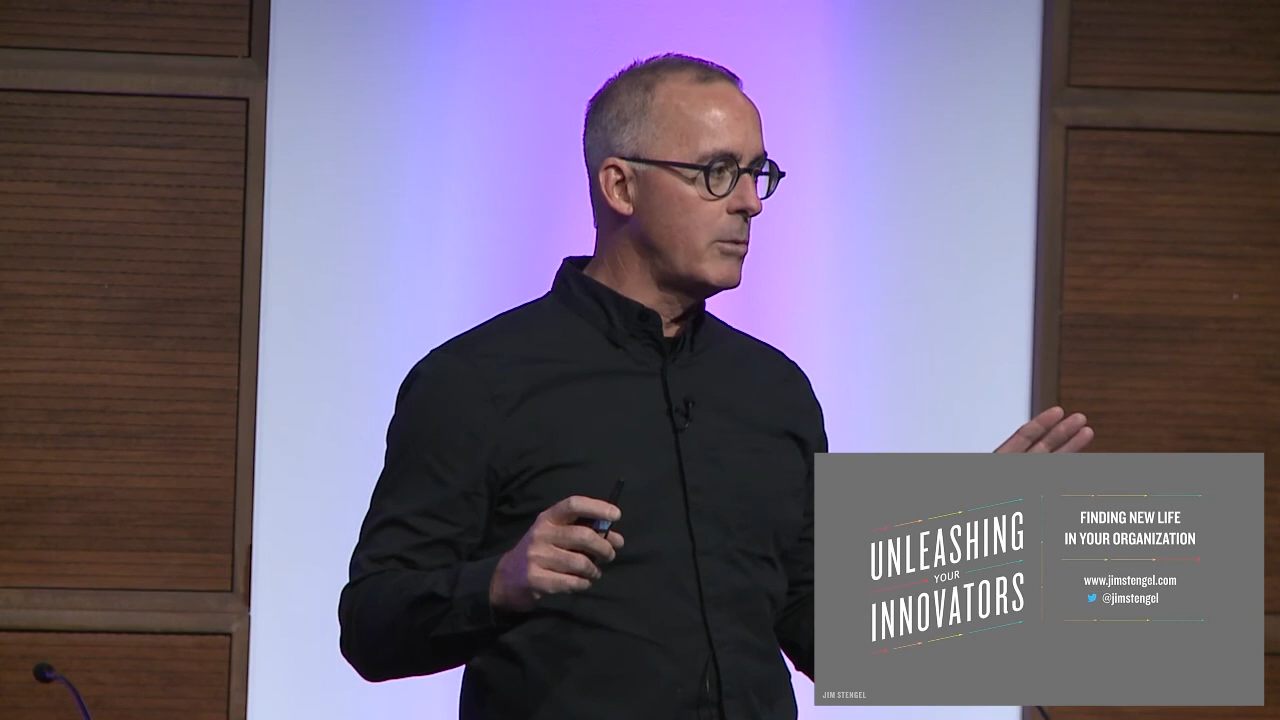 UNLEASHING
YOUR
INNOVATORS
FINDING NEW LIFE
IN YOUR ORGANIZATION
www.jimstengel.com
@jimstengel
JIM STENGEL